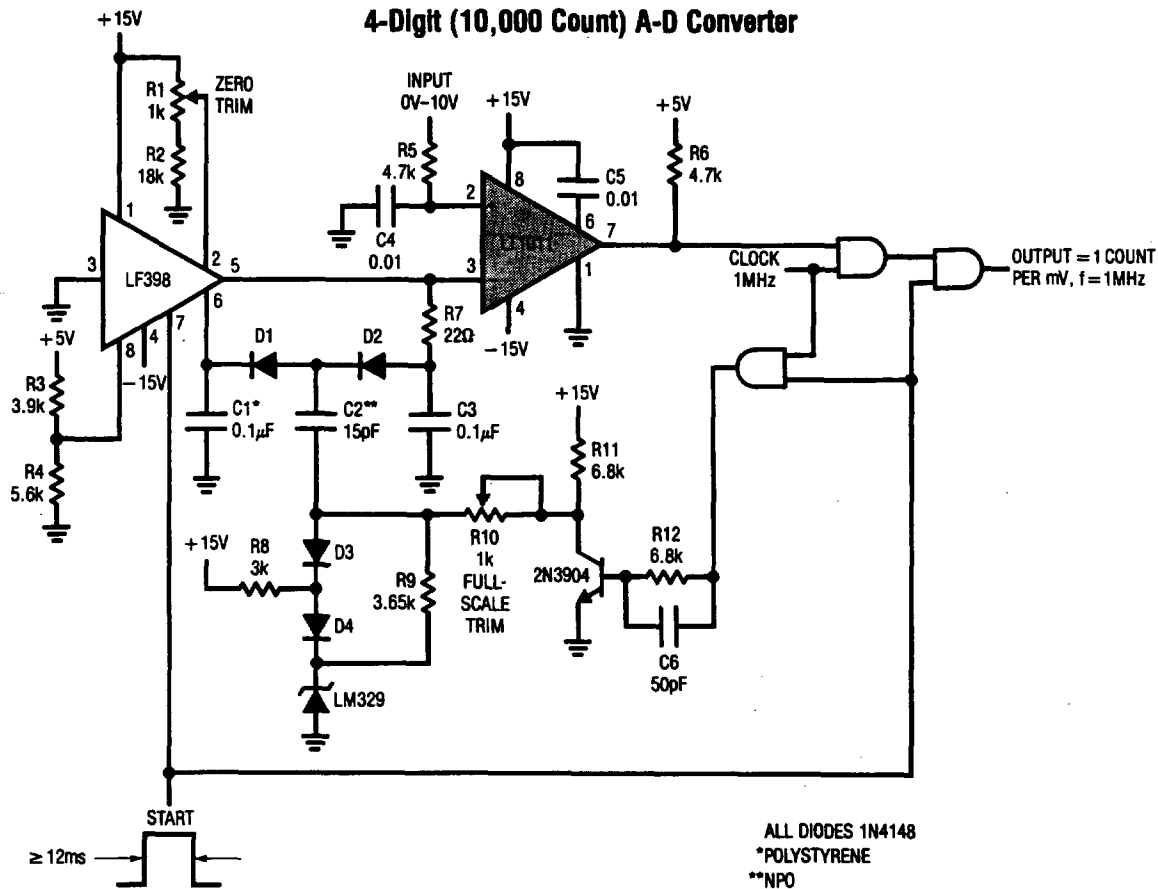 4-Digit (10,000 Count) A-D Converter
+15V
R1
1k
ZERO
TRIM
R2
18k
INPUT
0V–10V
R5
4.7k
+15V
+5V
R6
4.7k
C5
0.01
C4
0.01
1
3
LF398
2
5
6
7
4
8
−15V
+5V
R3
3.9k
R4
5.6k
2
3
8
6
7
1
4
−15V
CLOCK
1MHz
OUTPUT = 1 COUNT
PER mV, f = 1MHz
R7
22Ω
D1
D2
C1*
0.1μF
C2**
15pF
C3
0.1μF
+15V
R11
6.8k
R10
1k
FULL-
SCALE
TRIM
R12
6.8k
2N3904
C6
50pF
+15V
R8
3k
D3
D4
R9
3.65k
LM329
START
≥ 12ms
ALL DIODES 1N4148
*POLYSTYRENE
**NPO